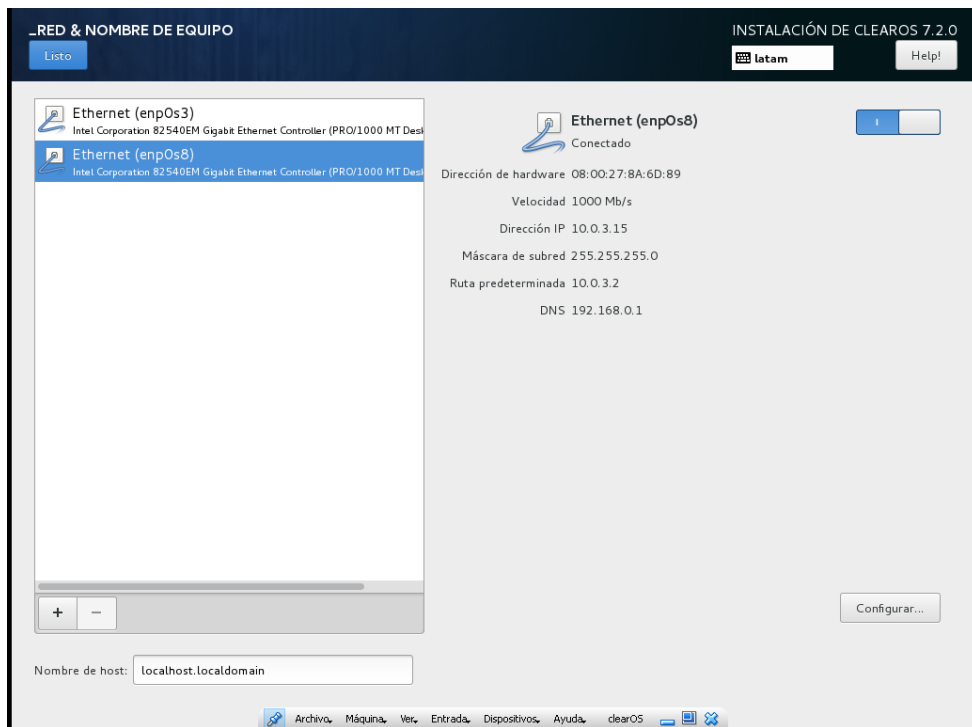 _RED & NOMBRE DE EQUIPO
INSTALACIÓN DE CLEAROS 7.2.0
Listo
latam
Help!
Ethernet (enp0s3)
Intel Corporation 82540EM Gigabit Ethernet Controller (PRO/1000 MT Desk
Ethernet (enp0s8)
Intel Corporation 82540EM Gigabit Ethernet Controller (PRO/1000 MT Desk
Ethernet (enp0s8)
Conectado
Dirección de hardware 08:00:27:8A:6D:89
Velocidad 1000 Mb/s
Dirección IP 10.0.3.15
Máscara de subred 255.255.255.0
Ruta predeterminada 10.0.3.2
DNS 192.168.0.1
+ −
Configurar...
Nombre de host: localhost.localdomain
Archivo Máquina Ver Entrada Dispositivos Ayuda clearOS